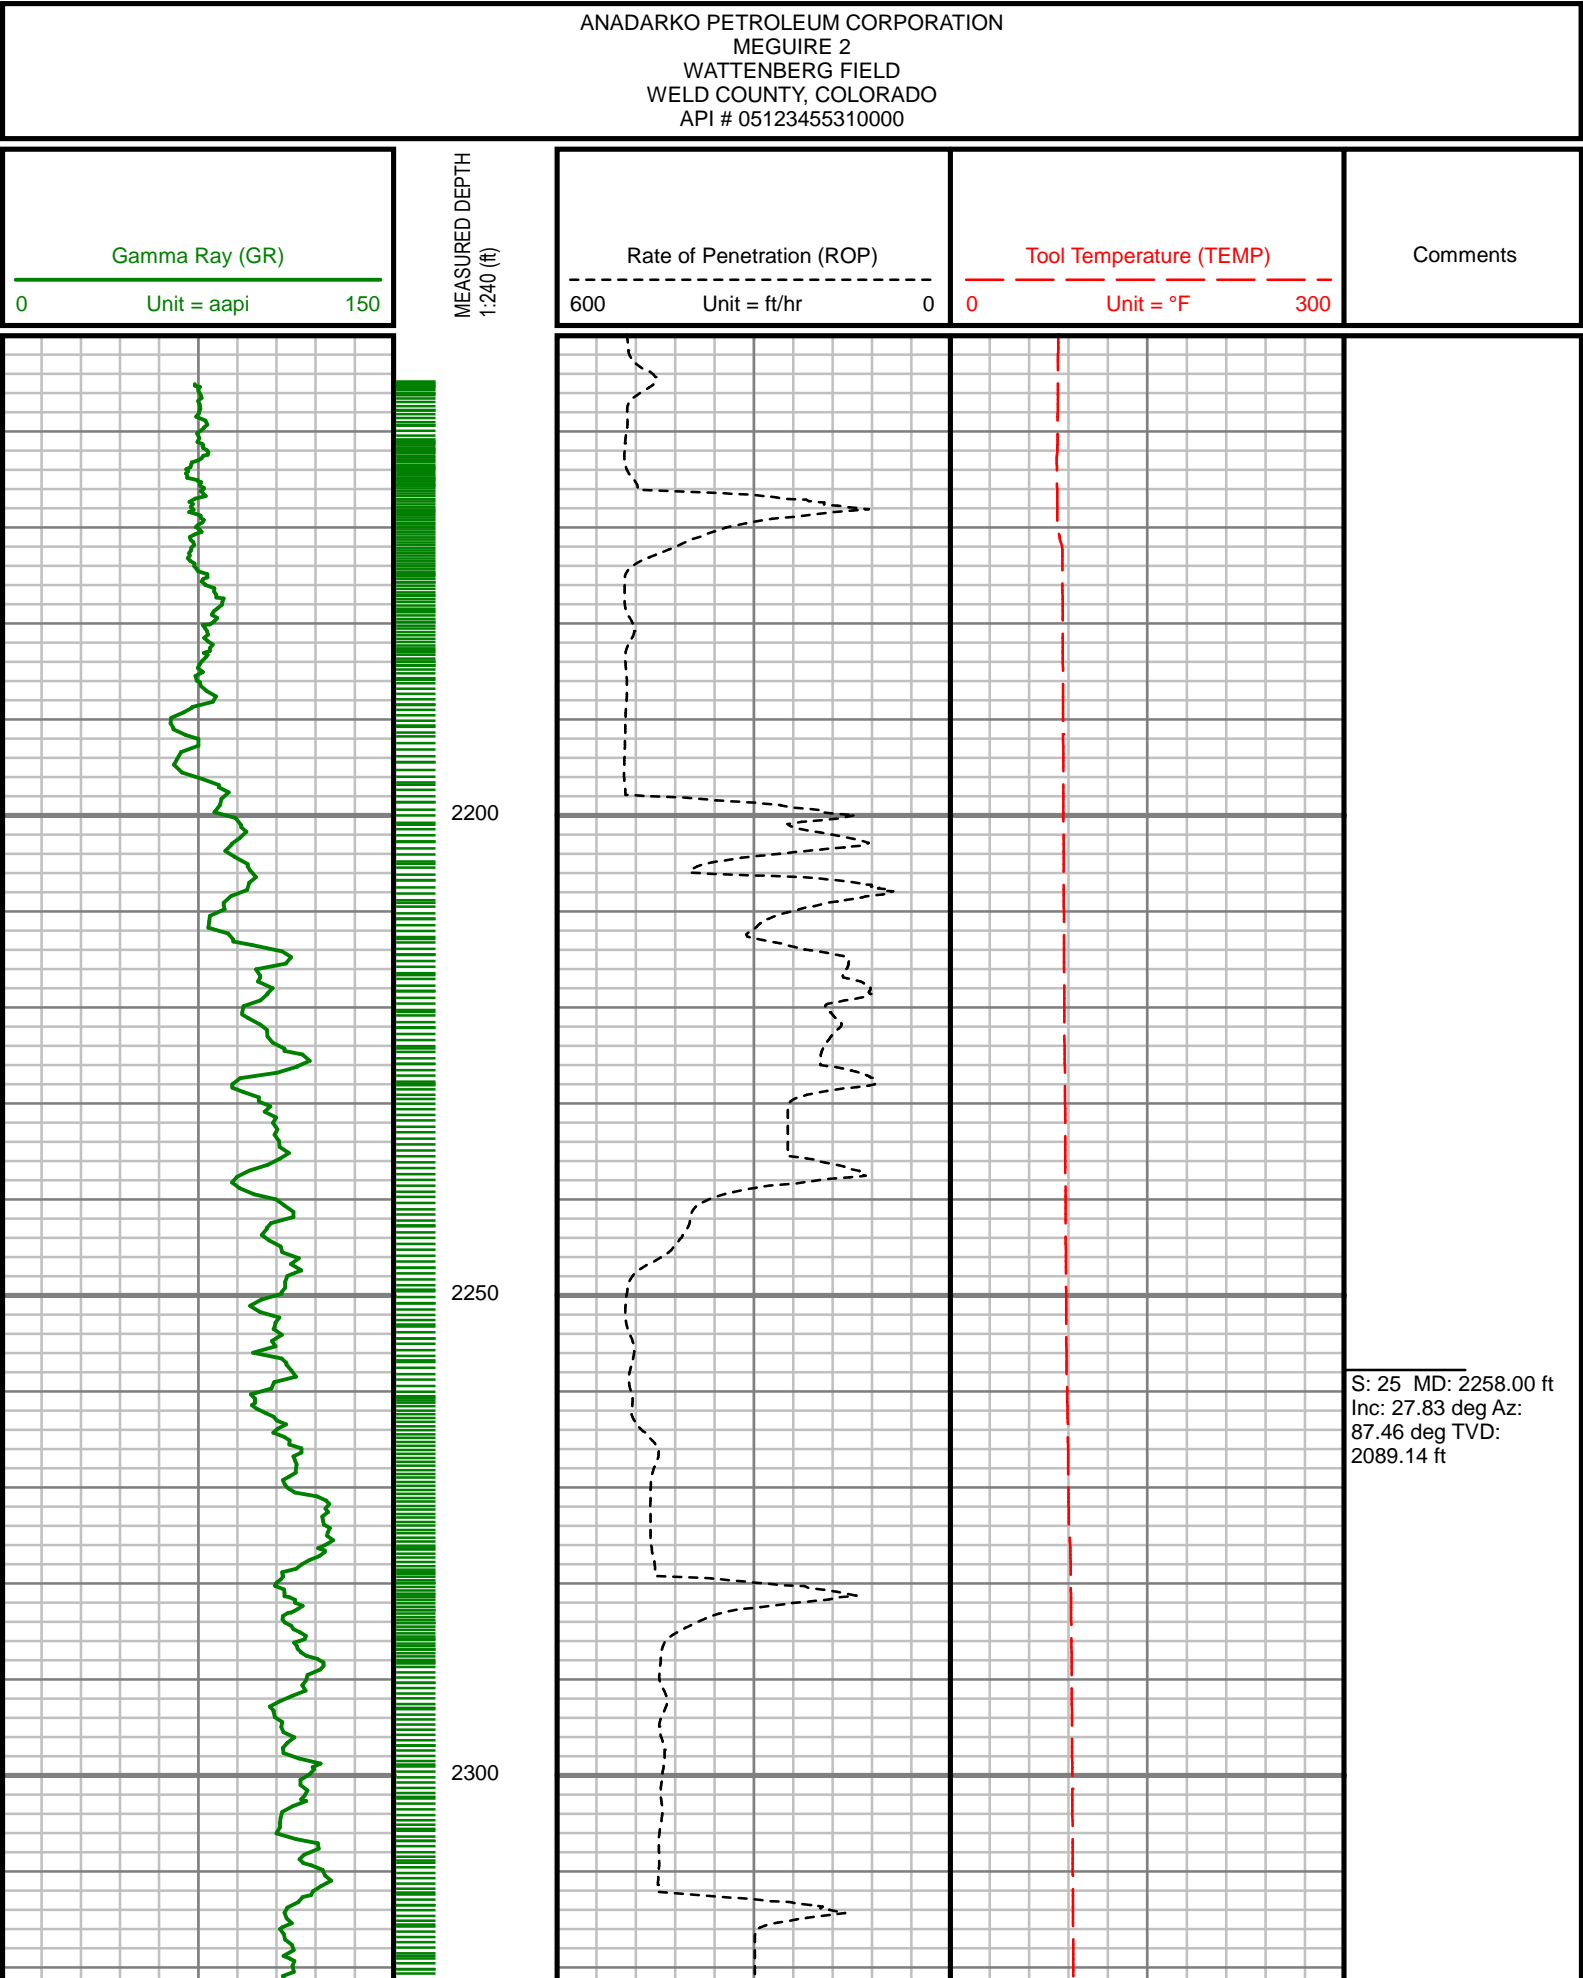 ANADARKO PETROLEUM CORPORATION
MEGUIRE 2
WATTENBERG FIELD
WELD COUNTY, COLORADO
API # 05123455310000
Gamma Ray (GR)
0 Unit = aapi 150
MEASURED DEPTH
1:240 (ft)
Rate of Penetration (ROP)
600 Unit = ft/hr 0
Tool Temperature (TEMP)
0 Unit = °F 300
Comments
2200
2250
S: 25 MD: 2258.00 ft
Inc: 27.83 deg Az:
87.46 deg TVD:
2089.14 ft
2300